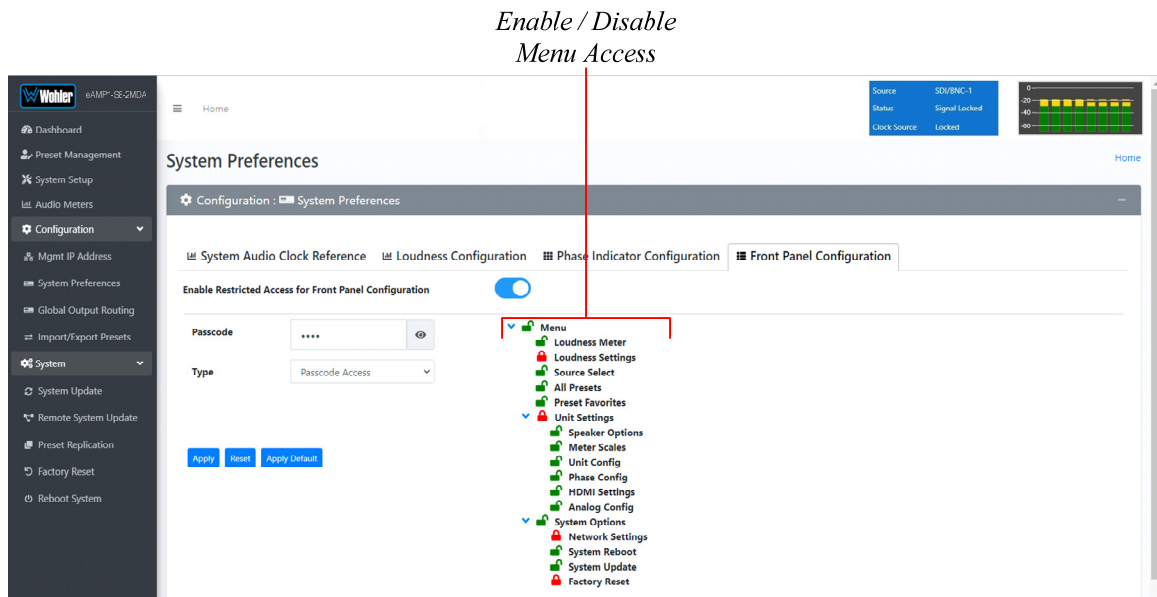 Enable / Disable
Menu Access
Wohler eAMP1-SE-2MDA
Home
Source SDI/BNC-1
Status Signal Locked
Clock Source Locked
0
-20
-40
-∞
Dashboard
Preset Management
System Setup
Audio Meters
Configuration
Mgmt IP Address
System Preferences
Global Output Routing
Import/Export Presets
System
System Update
Remote System Update
Preset Replication
Factory Reset
Reboot System
System Preferences
Home
Configuration : System Preferences
System Audio Clock Reference Loudness Configuration Phase Indicator Configuration Front Panel Configuration
Enable Restricted Access for Front Panel Configuration
Passcode ••••
Type Passcode Access
Apply Reset Apply Default
Menu
Loudness Meter
Loudness Settings
Source Select
All Presets
Preset Favorites
Unit Settings
Speaker Options
Meter Scales
Unit Config
Phase Config
HDMI Settings
Analog Config
System Options
Network Settings
System Reboot
System Update
Factory Reset